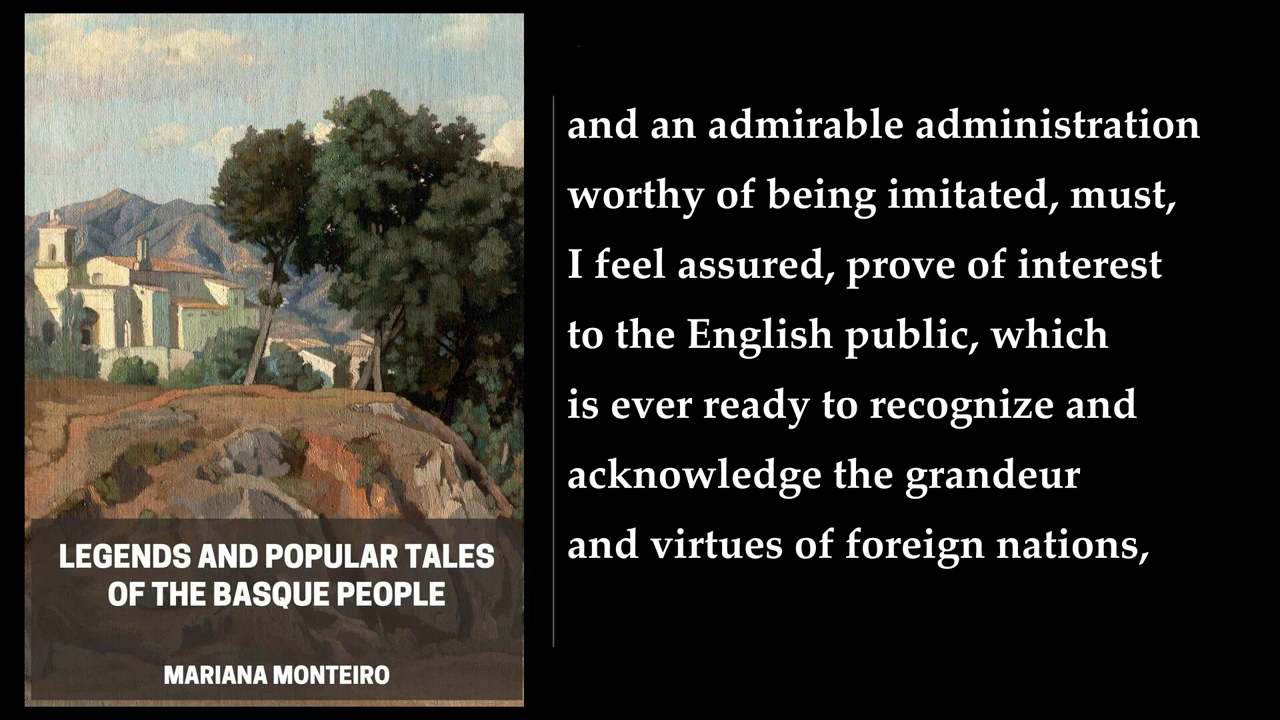 LEGENDS AND POPULAR TALES
OF THE BASQUE PEOPLE
MARIANA MONTEIRO
and an admirable administration
worthy of being imitated, must,
I feel assured, prove of interest
to the English public, which
is ever ready to recognize and
acknowledge the grandeur
and virtues of foreign nations,